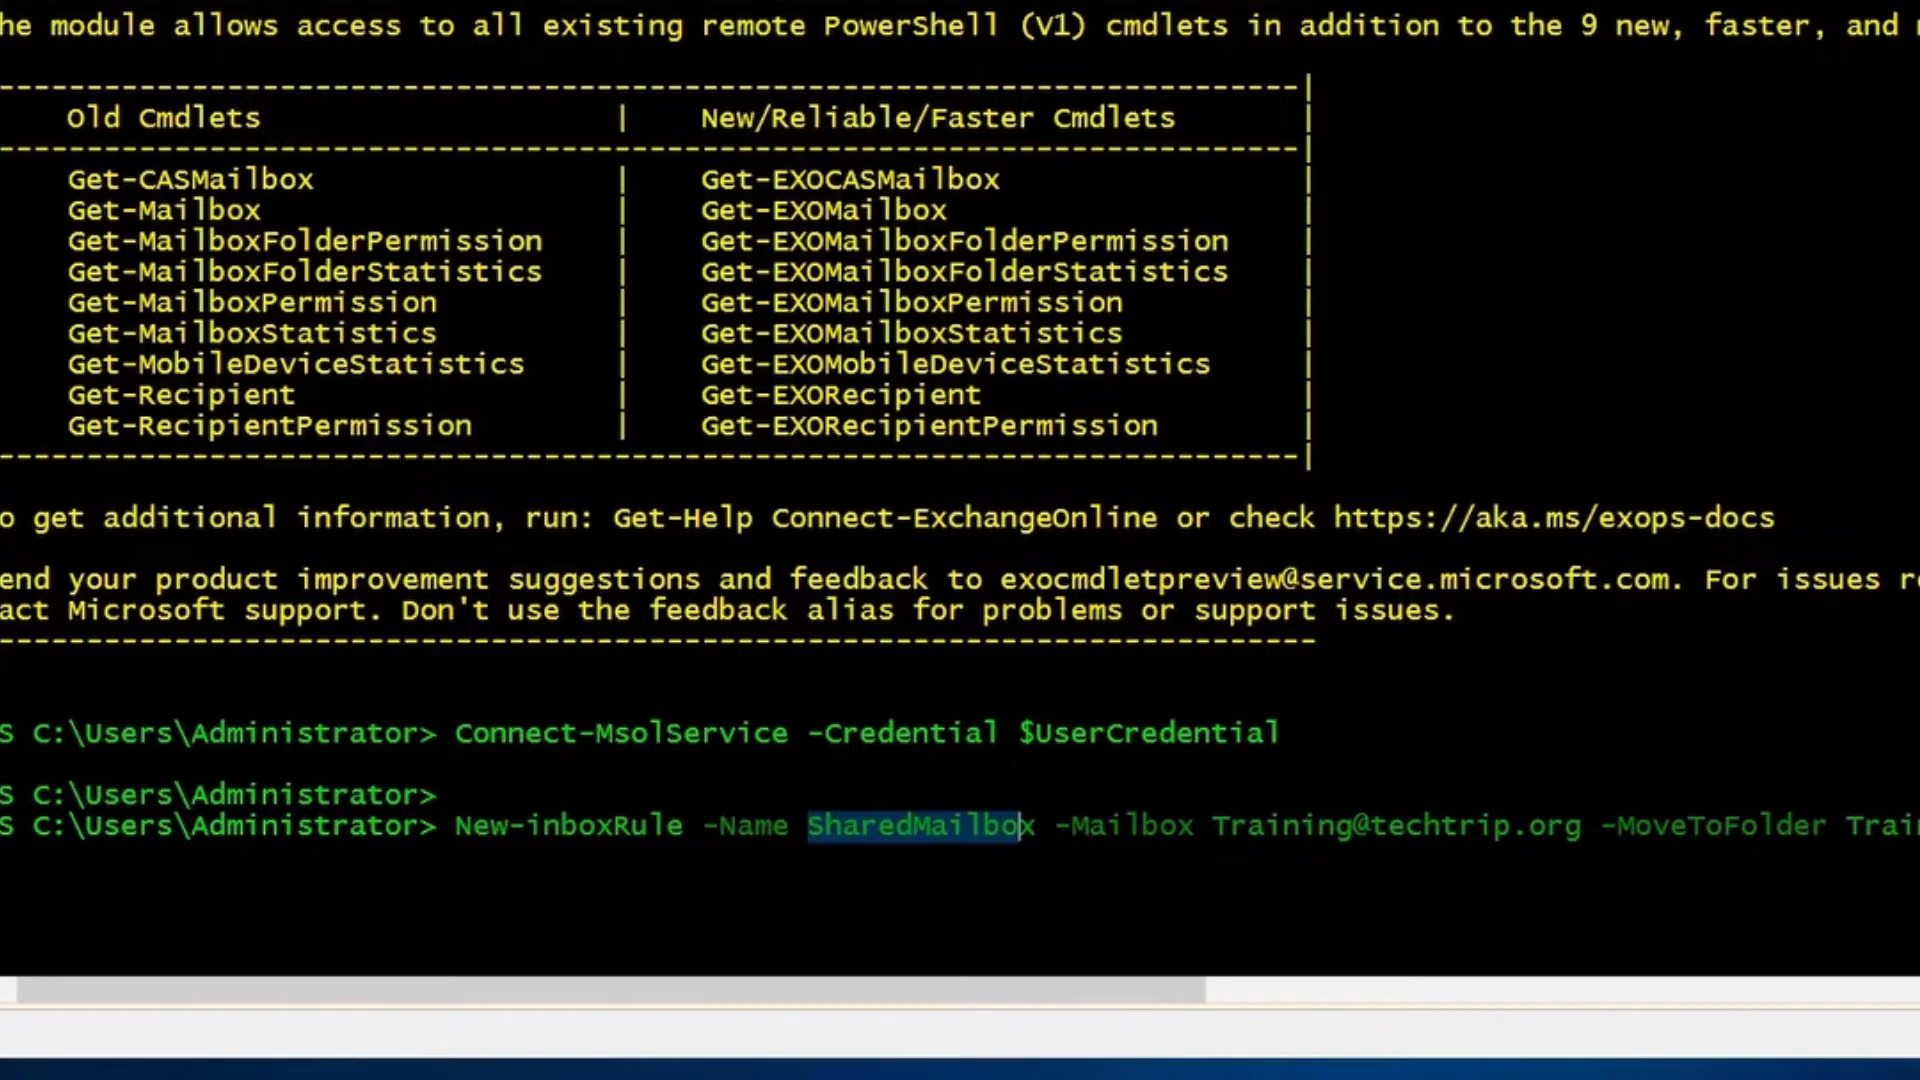 he module allows access to all existing remote PowerShell (V1) cmdlets in addition to the 9 new, faster, and
Old Cmdlets | New/Reliable/Faster Cmdlets |
Get-CASMailbox | Get-EXOCASMailbox |
Get-Mailbox | Get-EXOMailbox |
Get-MailboxFolderPermission | Get-EXOMailboxFolderPermission |
Get-MailboxFolderStatistics | Get-EXOMailboxFolderStatistics |
Get-MailboxPermission | Get-EXOMailboxPermission |
Get-MailboxStatistics | Get-EXOMailboxStatistics |
Get-MobileDeviceStatistics | Get-EXOMobileDeviceStatistics |
Get-Recipient | Get-EXORecipient |
Get-RecipientPermission | Get-EXORecipientPermission |
o get additional information, run: Get-Help Connect-ExchangeOnline or check https://aka.ms/exops-docs
end your product improvement suggestions and feedback to exocmdletpreview@service.microsoft.com. For issues r
act Microsoft support. Don't use the feedback alias for problems or support issues.
S C:\Users\Administrator> Connect-MsolService -Credential $UserCredential
S C:\Users\Administrator>
S C:\Users\Administrator> New-inboxRule -Name SharedMailbox -Mailbox Training@techtrip.org -MoveToFolder Trai